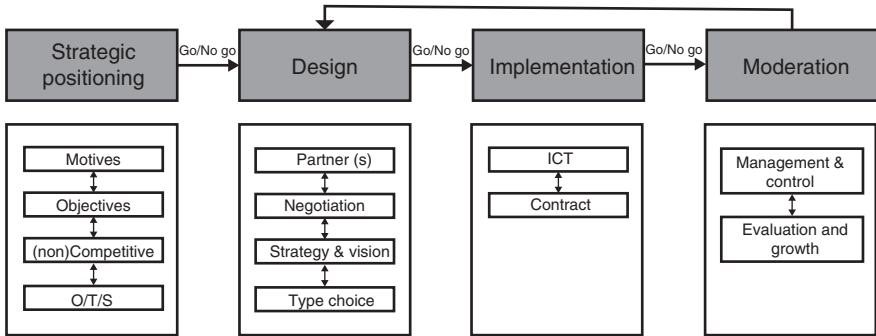 Strategic
positioning
Go/No go
Design
Go/No go
Implementation
Go/No go
Moderation
Motives
Objectives
(non)Competitive
O/T/S
Partner (s)
Negotiation
Strategy & vision
Type choice
ICT
Contract
Management &
control
Evaluation and
growth